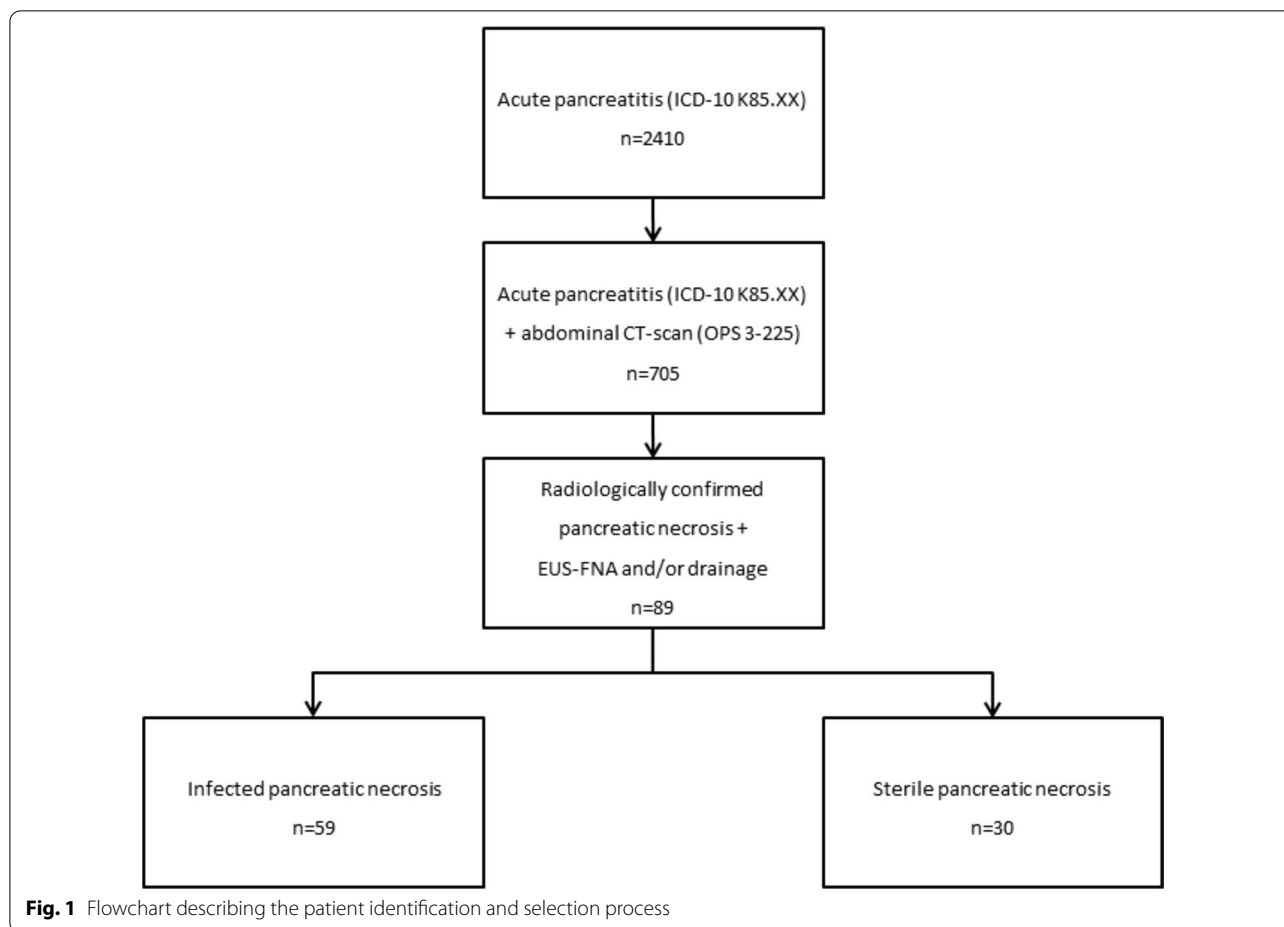 Acute pancreatitis (ICD-10 K85.XX)
n=2410
Acute pancreatitis (ICD-10 K85.XX)
+ abdominal CT-scan (OPS 3-225)
n=705
Radiologically confirmed
pancreatic necrosis +
EUS-FNA and/or drainage
n=89
Infected pancreatic necrosis
n=59
Sterile pancreatic necrosis
n=30
Fig. 1 Flowchart describing the patient identification and selection process